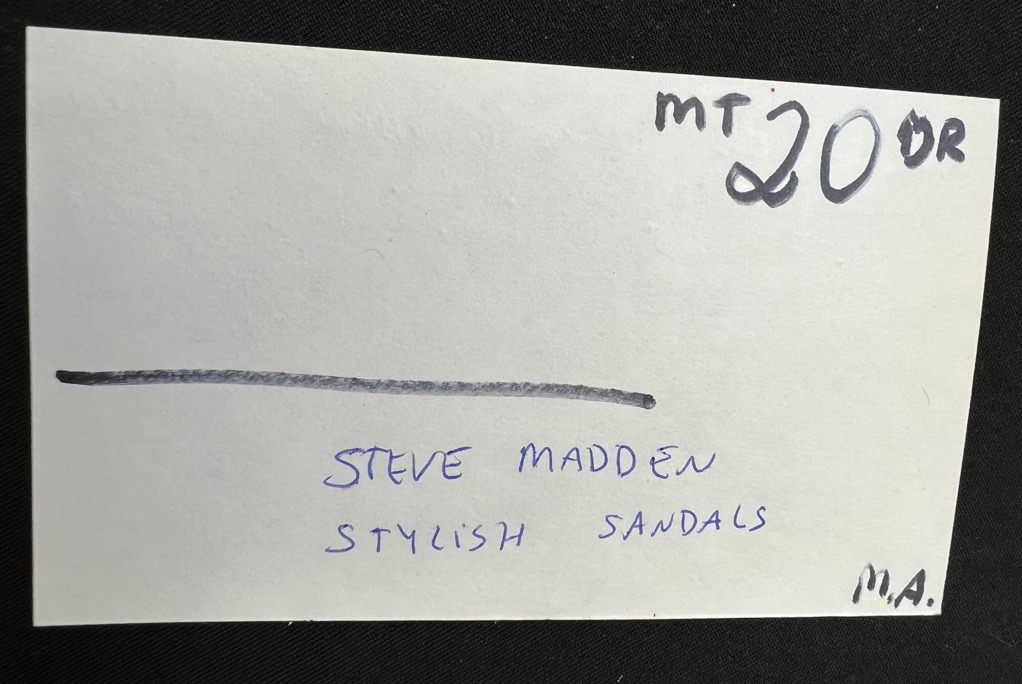 MT 20 DR
STEVE MADDEN
STYLISH SANDALS
M.A.